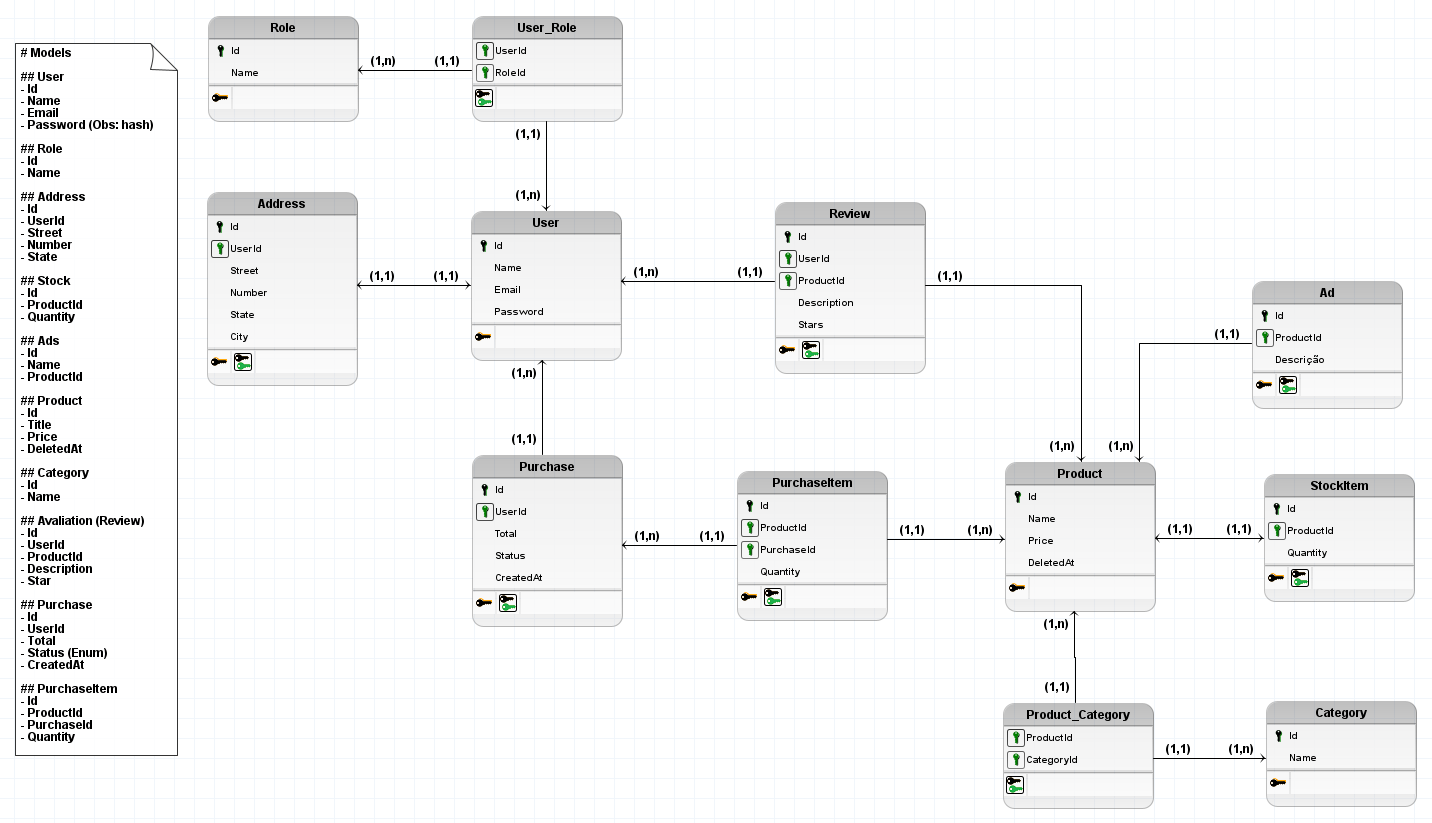 # Models
## User
- Id
- Name
- Email
- Password (Obs: hash)
## Role
- Id
- Name
## Address
- Id
- UserId
- Street
- Number
- State
## Stock
- Id
- ProductId
- Quantity
## Ads
- Id
- Name
- ProductId
## Product
- Id
- Title
- Price
- DeletedAt
## Category
- Id
- Name
## Avaliation (Review)
- Id
- UserId
- ProductId
- Description
- Star
## Purchase
- Id
- UserId
- Total
- Status (Enum)
- CreatedAt
## PurchaseItem
- Id
- ProductId
- PurchaseId
- Quantity
Role
Id
Name
(1,n)
(1,1)
User_Role
UserId
RoleId
(1,1)
(1,n)
Address
Id
UserId
Street
Number
State
City
(1,1)
(1,1)
User
Id
Name
Email
Password
(1,n)
(1,1)
Review
Id
UserId
ProductId
Description
Stars
(1,1)
(1,n)
Ad
Id
ProductId
Descrição
(1,1)
(1,n)
(1,n)
(1,1)
Purchase
Id
UserId
Total
Status
CreatedAt
(1,n)
(1,1)
PurchaseItem
Id
ProductId
PurchaseId
Quantity
(1,1)
(1,n)
Product
Id
Name
Price
DeletedAt
(1,1)
(1,1)
StockItem
Id
ProductId
Quantity
(1,n)
(1,1)
Product_Category
ProductId
CategoryId
(1,1)
(1,n)
Category
Id
Name